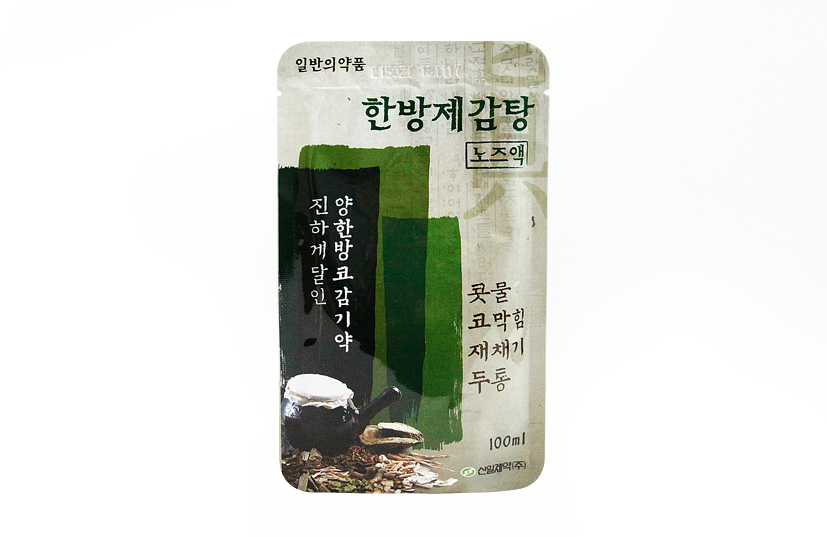 일반의약품
한방제감탕
노즈액
양한방 코감기약
진하게 달인
콧물
코막힘
재채기
두통
100ml
신일제약(주)